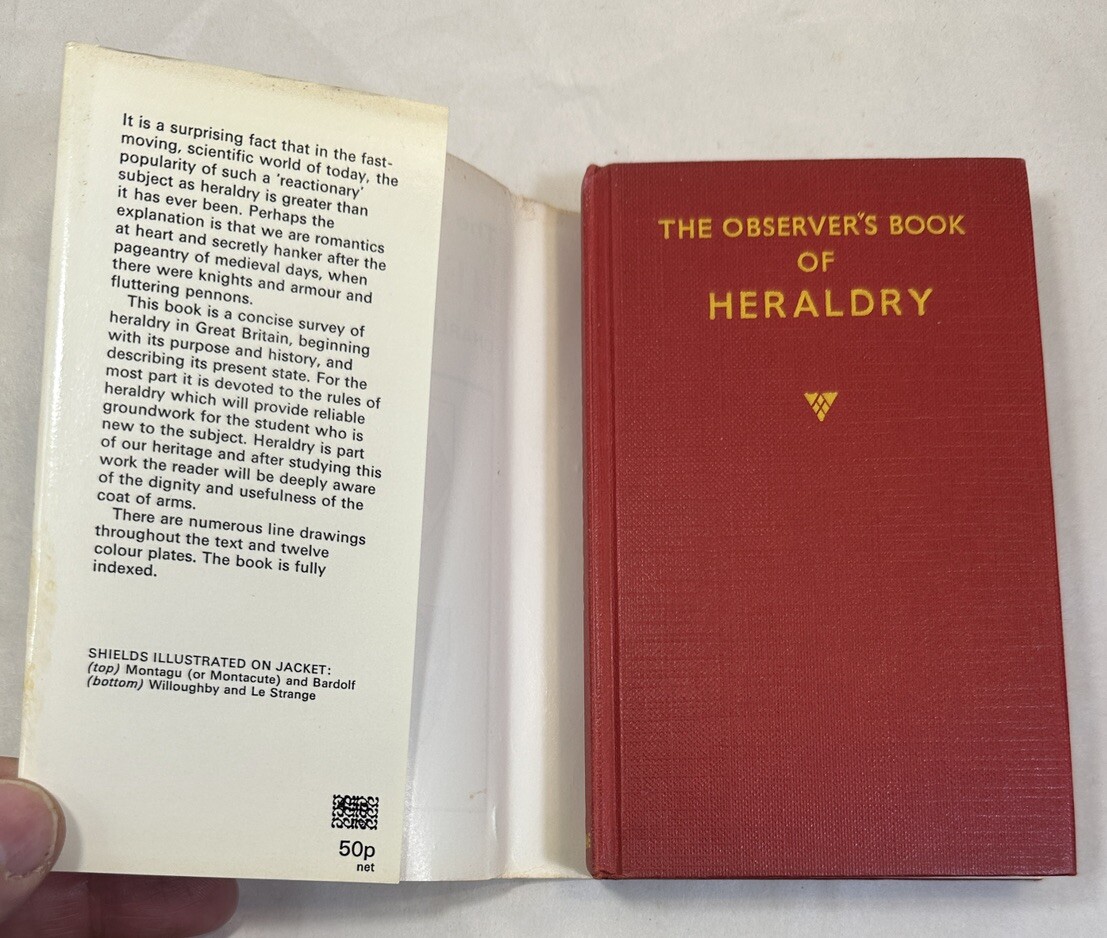 It is a surprising fact that in the fast-
moving, scientific world of today, the
popularity of such a 'reactionary'
subject as heraldry is greater than
it has ever been. Perhaps the
explanation is that we are romantics
at heart and secretly hanker after the
pageantry of medieval days, when
there were knights and armour and
fluttering pennons.
This book is a concise survey of
heraldry in Great Britain, beginning
with its purpose and history, and
describing its present state. For the
most part it is devoted to the rules of
heraldry which will provide reliable
groundwork for the student who is
new to the subject. Heraldry is part
of our heritage and after studying this
work the reader will be deeply aware
of the dignity and usefulness of the
coat of arms.
There are numerous line drawings
throughout the text and twelve
colour plates. The book is fully
indexed.
SHIELDS ILLUSTRATED ON JACKET:
(top) Montagu (or Montacute) and Bardolf
(bottom) Willoughby and Le Strange
50p
net
THE OBSERVER'S BOOK
OF
HERALDRY